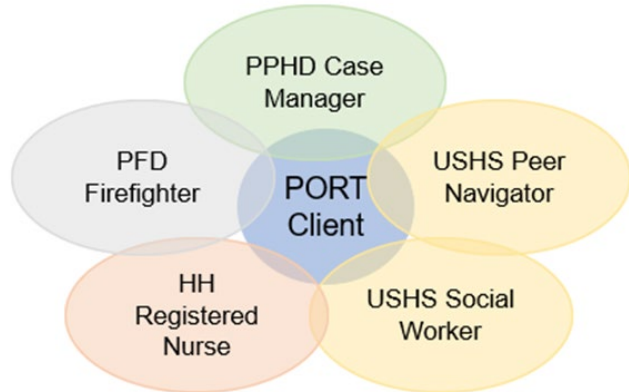 PPHD Case
Manager
PFD
Firefighter
PORT
Client
USHS Peer
Navigator
HH
Registered
Nurse
USHS Social
Worker